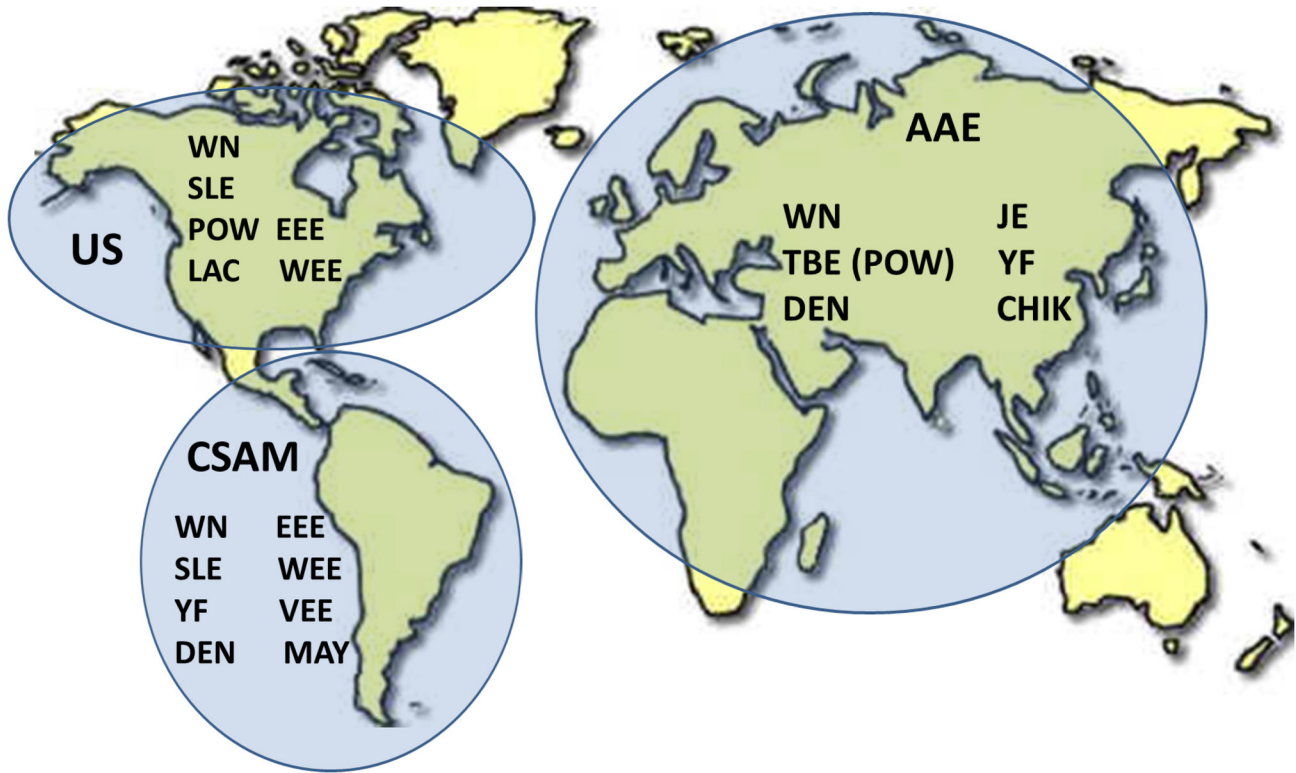 US
WN
SLE
POW EEE
LAC WEE
AAE
WN JE
TBE (POW) YF
DEN CHIK
CSAM
WN EEE
SLE WEE
YF VEE
DEN MAY